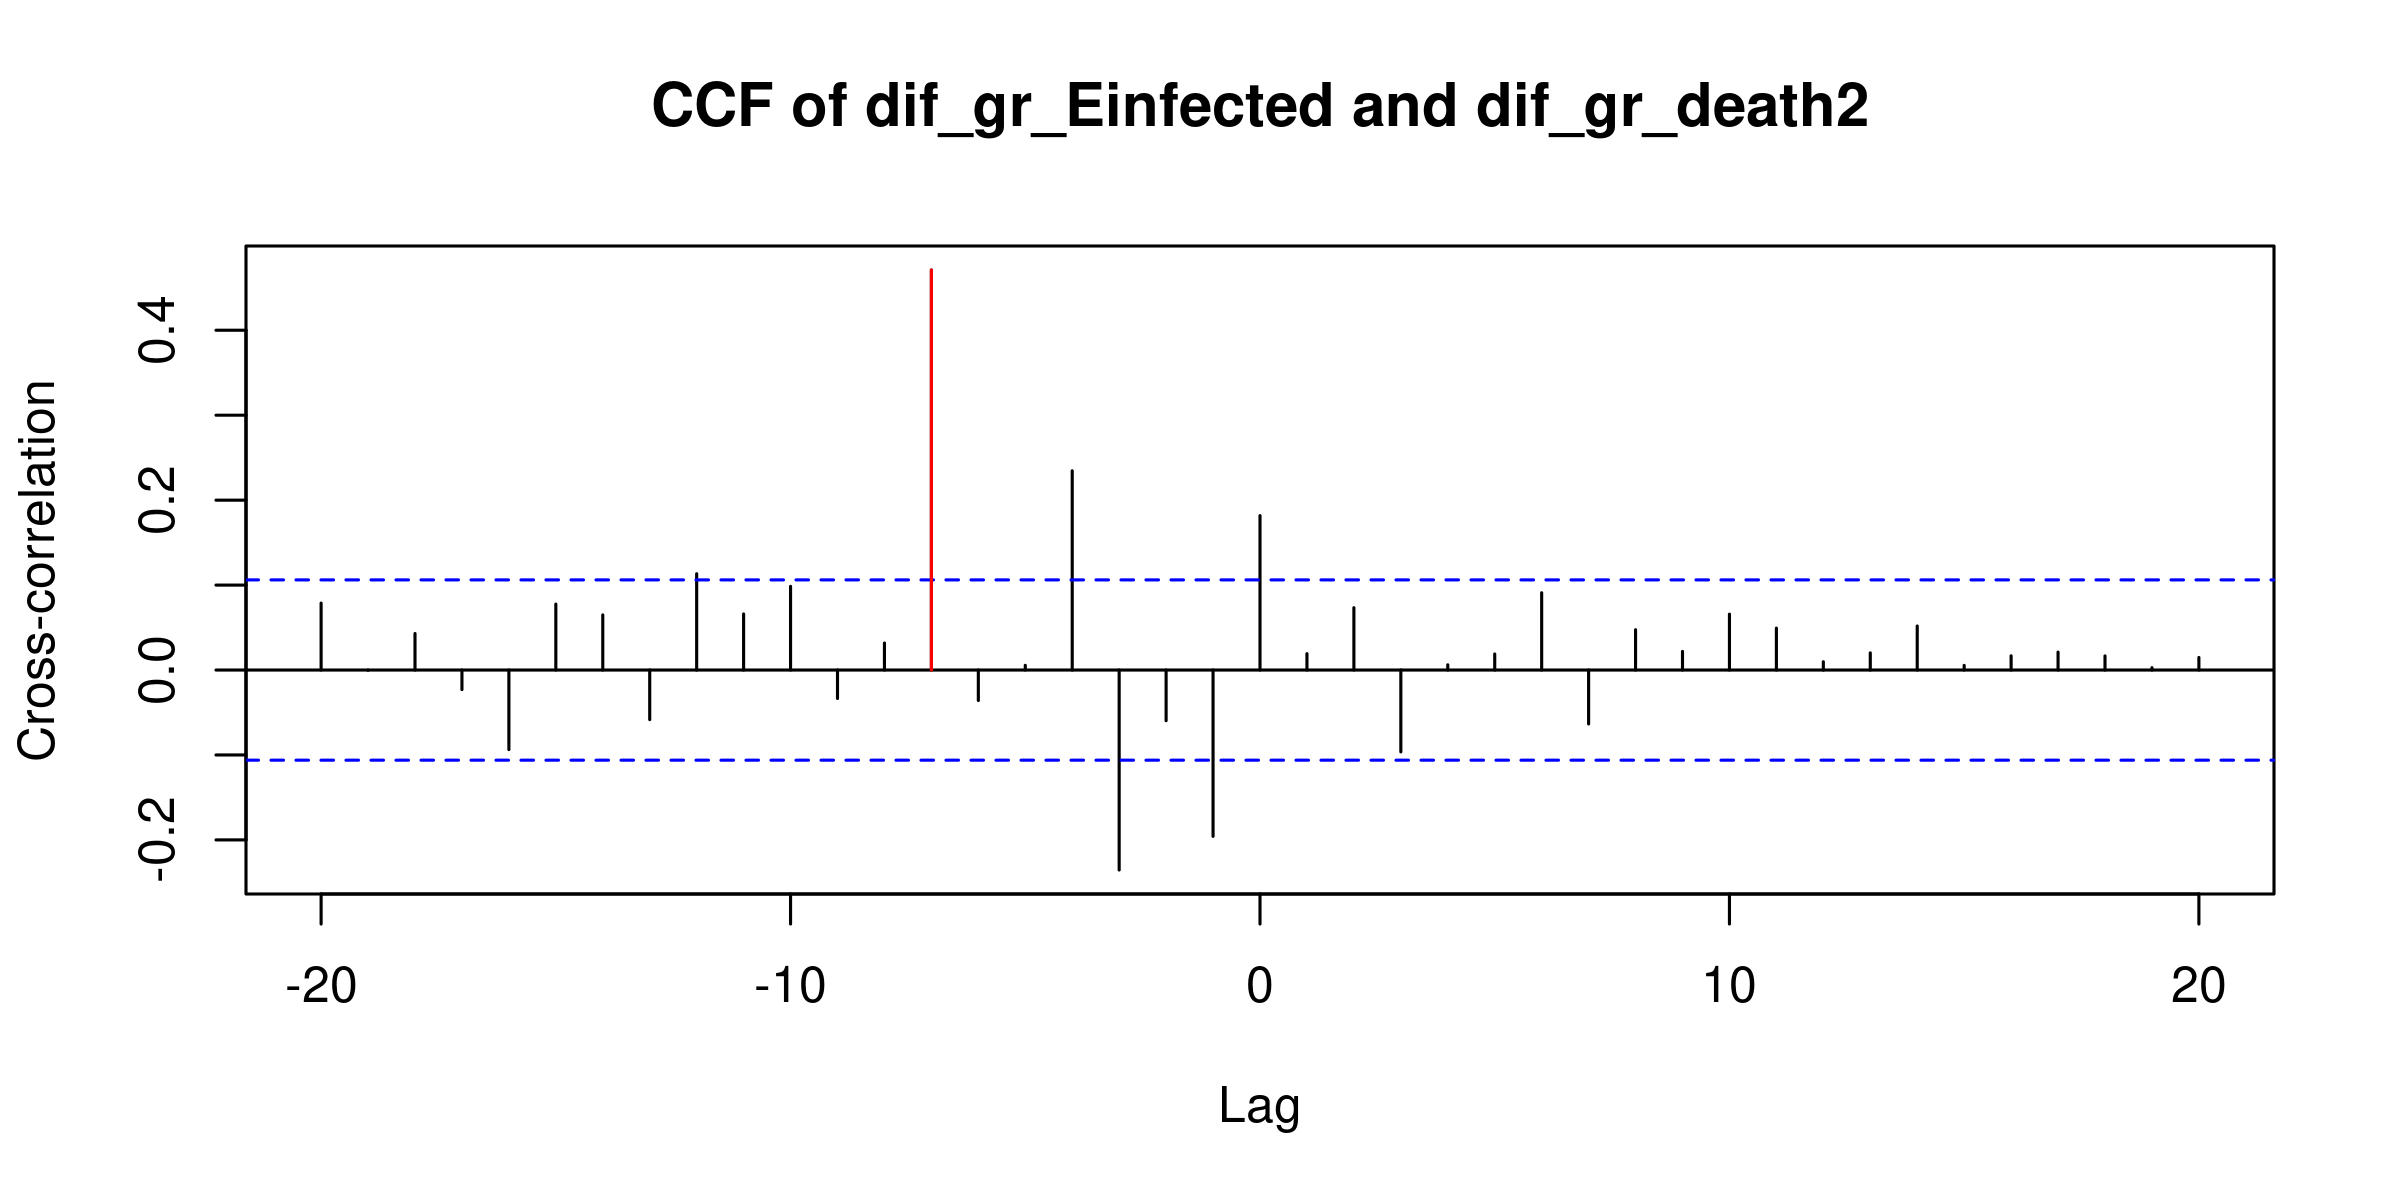 CCF of dif_gr_Einfected and dif_gr_death2
Cross-correlation
0.4
0.2
0.0
-0.2
-20 -10 0 10 20
Lag